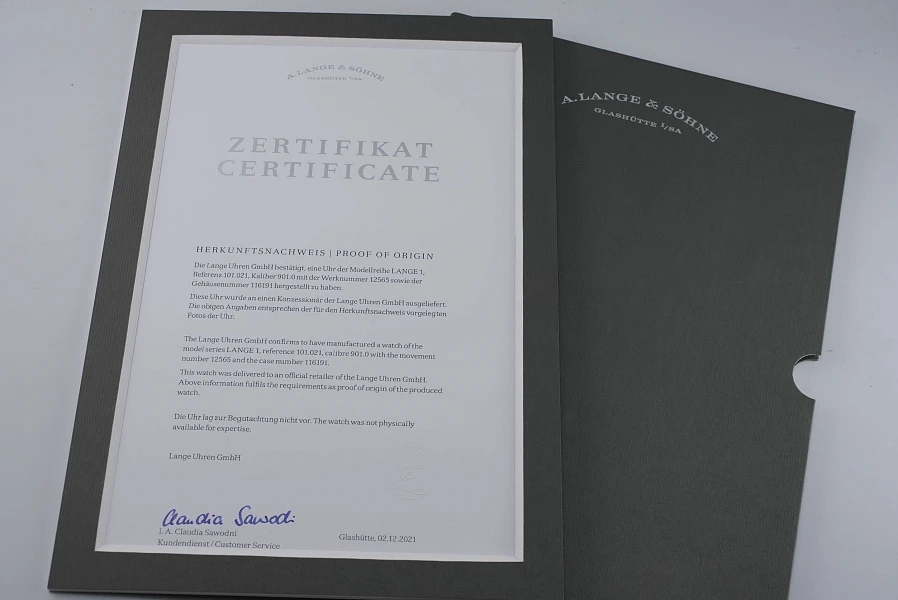 A. LANGE & SÖHNE
GLASHÜTTE I/SA
ZERTIFIKAT
CERTIFICATE
HERKUNFTSNACHWEIS | PROOF OF ORIGIN
Die Lange Uhren GmbH bestätigt, eine Uhr der Modellreihe LANGE 1,
Referenz 101.021, Kaliber 901.0 mit der Werknummer 12565 sowie der
Gehäusenummer 116191 hergestellt zu haben.
Diese Uhr wurde an einen Konzessionär der Lange Uhren GmbH ausgeliefert.
Die obigen Angaben entsprechen der für den Herkunftsnachweis vorgelegten
Fotos der Uhr.
The Lange Uhren GmbH confirms to have manufactured a watch of the
model series LANGE 1, reference 101.021, calibre 901.0 with the movement
number 12565 and the case number 116191.
This watch was delivered to an official retailer of the Lange Uhren GmbH.
Above information fulfils the requirements as proof of origin of the produced
watch.
Die Uhr lag zur Begutachtung nicht vor. The watch was not physically
available for expertise.
Lange Uhren GmbH
Claudia Sawodni
i. A. Claudia Sawodni
Kundendienst / Customer Service
Glashütte, 02.12.2021
A. LANGE & SÖHNE
GLASHÜTTE I/SA